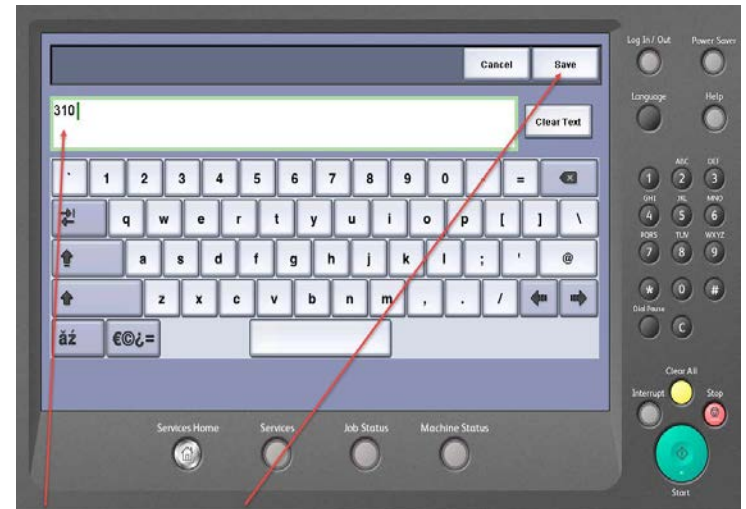 Log In / Out Power Saver
Cancel Save
Language Help
310
Clear Text
` 1 2 3 4 5 6 7 8 9 0 - =
q w e r t y u i o p [ ] \
a s d f g h j k l ; ' @
z x c v b n m , . /
ăź €©¿=
ABC DEF
1 2 3
GHI JKL MNO
4 5 6
PQRS TUV WXYZ
7 8 9
* 0 #
Dial Pause
C
Clear All
Interrupt Stop
Services Home Services Job Status Machine Status
Start